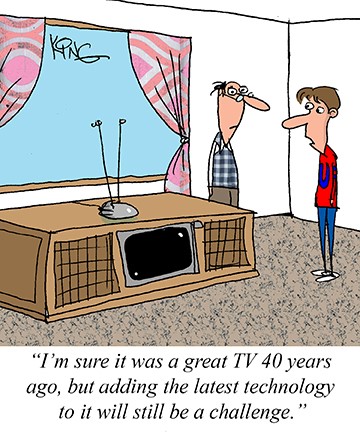 King
“I’m sure it was a great TV 40 years
ago, but adding the latest technology
to it will still be a challenge.”